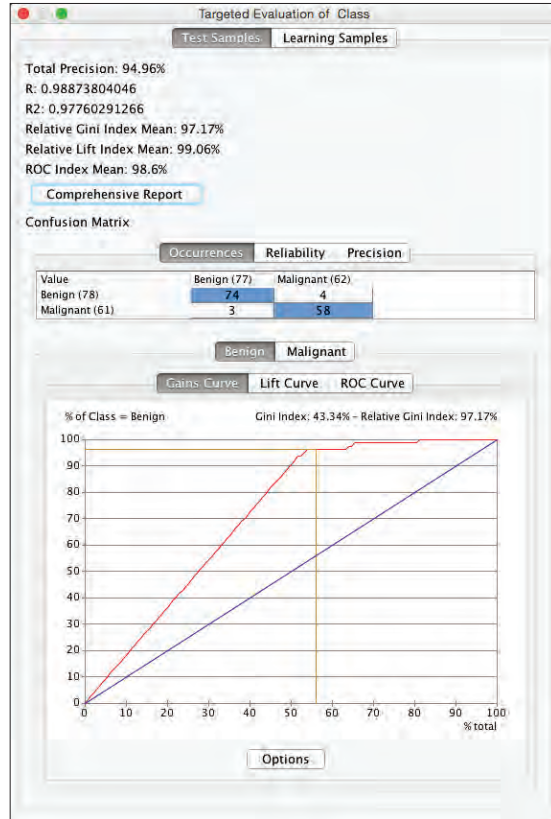 Targeted Evaluation of Class
Test Samples Learning Samples
Total Precision: 94.96%
R: 0.98873804046
R2: 0.97760291266
Relative Gini Index Mean: 97.17%
Relative Lift Index Mean: 99.06%
ROC Index Mean: 98.6%
Comprehensive Report
Confusion Matrix
Occurrences Reliability Precision
Value Benign (77) Malignant (62)
Benign (78) 74 4
Malignant (61) 3 58
Benign Malignant
Gains Curve Lift Curve ROC Curve
% of Class = Benign Gini Index: 43.34% - Relative Gini Index: 97.17%
100
90
80
70
60
50
40
30
20
10
0
0 10 20 30 40 50 60 70 80 90 100
% total
Options